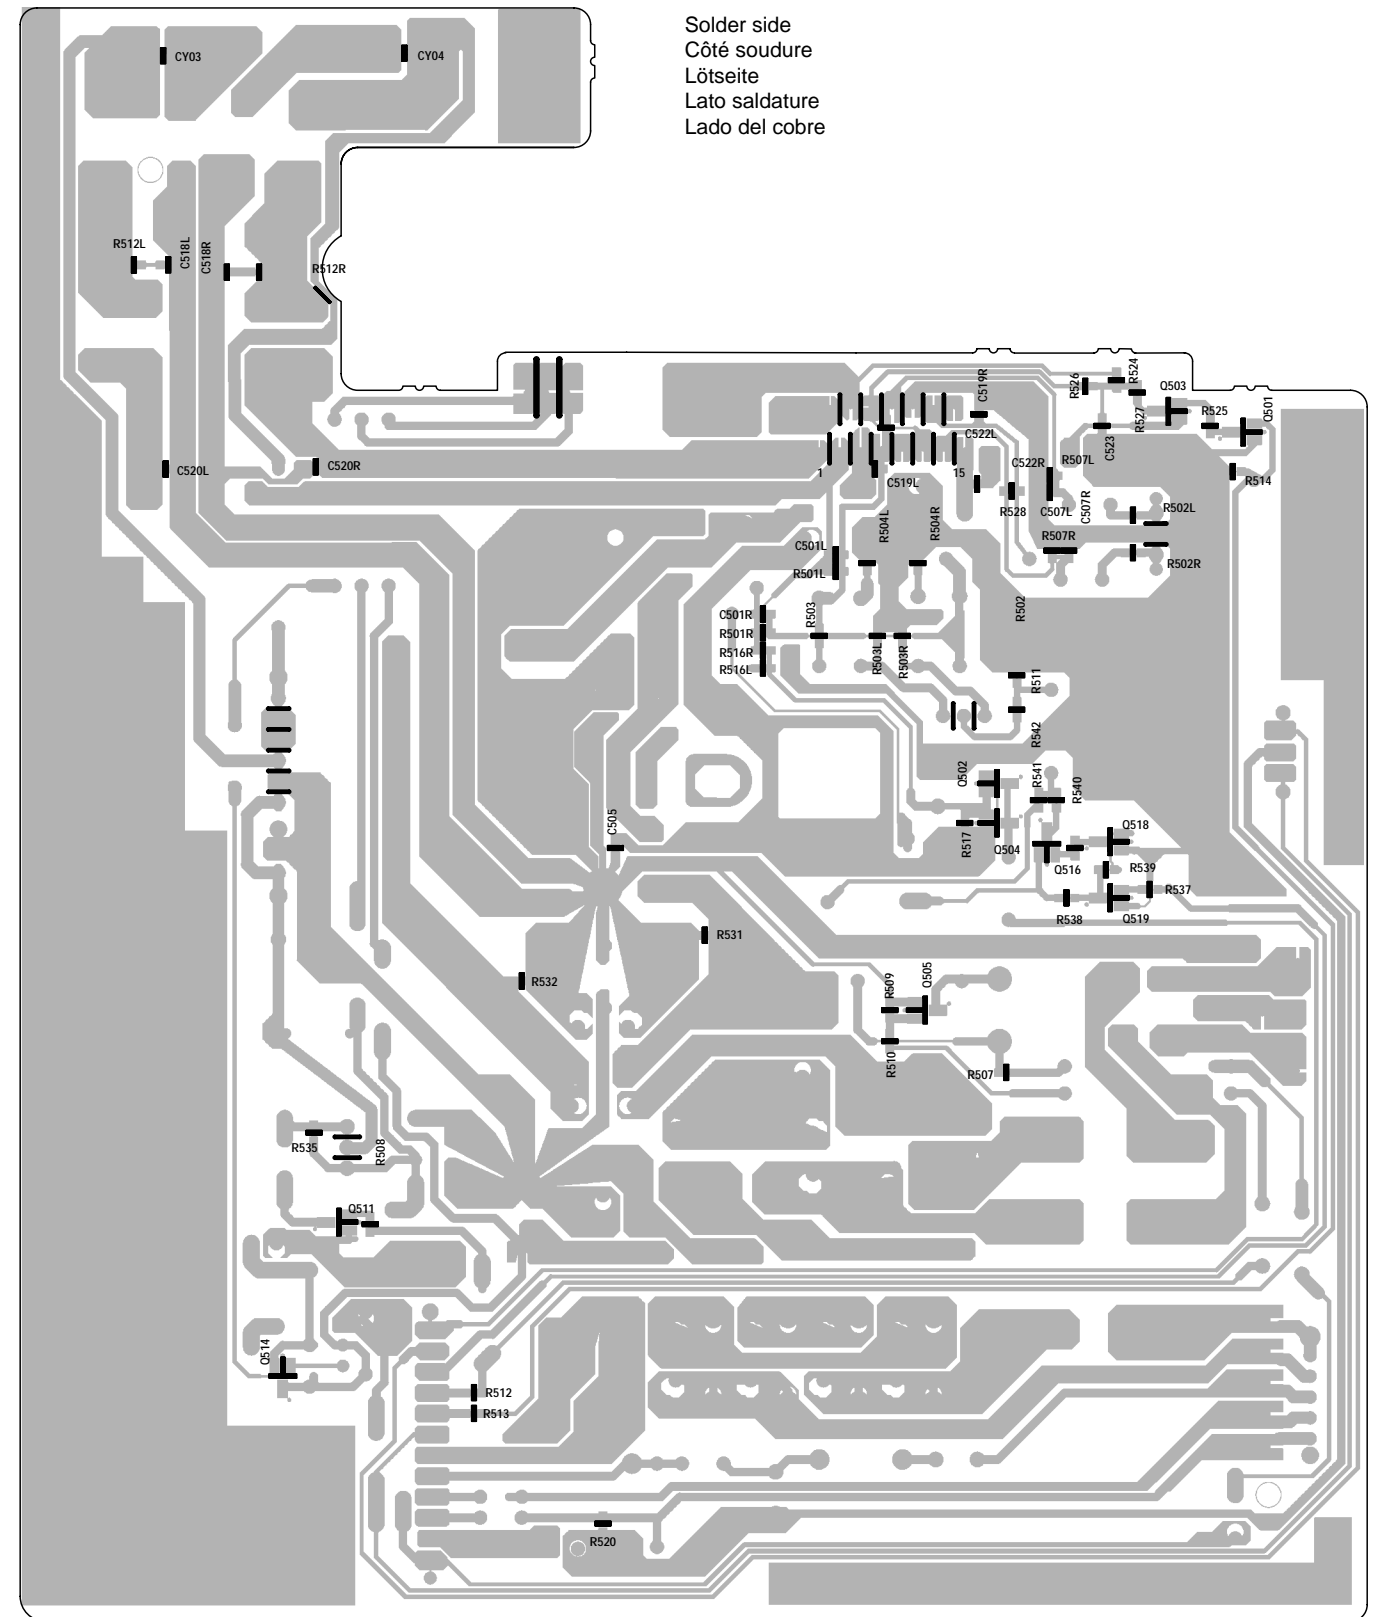 Solder side
Côté soudure
Lötseite
Lato saldature
Lado del cobre
CY03
CY04
R512L
C518L
C518R
R512R
C519R
R526
R524
Q503
R527
R525
Q501
C522L
C523
C520L
C520R
1
C519L
15
C522R
R507L
R514
R528
C507L
C507R
R502L
R504L
R504R
R507R
C501L
R501L
R502R
C501R
R503
R502
R501R
R516R
R503L
R503R
R516L
R511
R542
Q502
R541
R540
C505
R517
Q504
Q518
Q516
R539
R537
R538
Q519
R531
R532
R509
Q505
R510
R507
R535
R508
Q511
Q514
R512
R513
R520